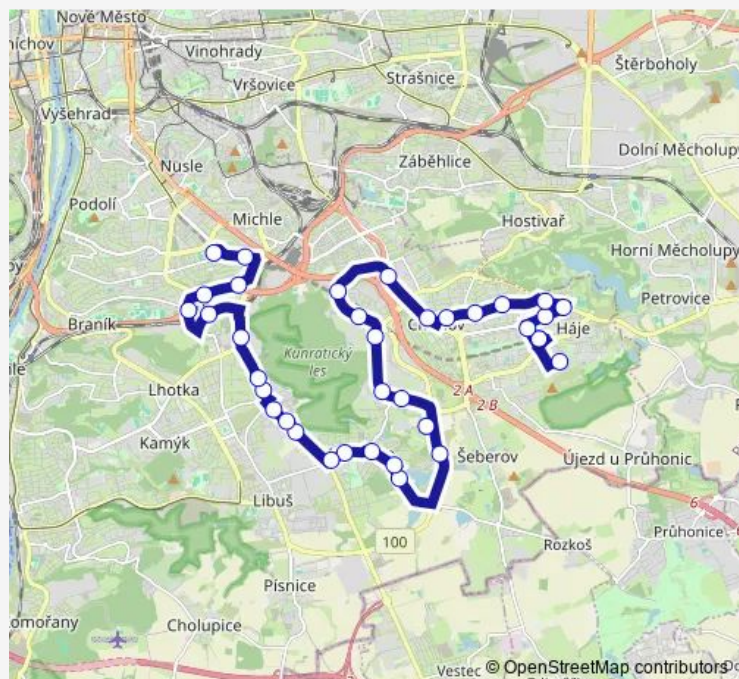 Nové Město
Vinohrady
Štěrboholy
Vršovice
Strašnice
Vyšehrad
Dolní Měcholupy
Záběhlice
Nusle
Podolí
Michle
Hostivař
Horní Měcholupy
Petrovice
Braník
Háje
Kunratický
les
Lhotka
2 A
2 B
Kamýk
Šeberov
Újezd u Průhonic
6
Libuš
100
Průhonice
Rozkoš
Písnice
Cholupice
Vestec
© OpenStreetMap contributors